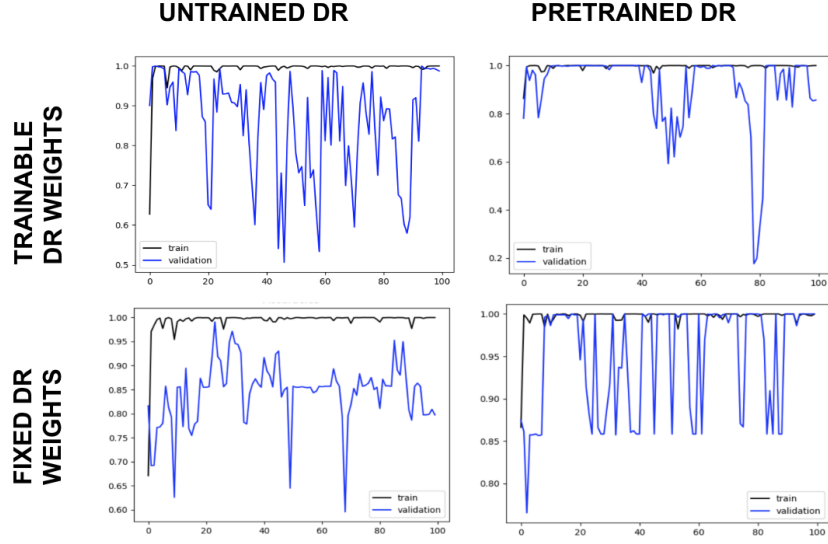 UNTRAINED DR
PRETRAINED DR
TRAINABLE
DR WEIGHTS
1.0
0.9
0.8
0.7
0.6
0.5
train
validation
0 20 40 60 80 100
1.0
0.8
0.6
0.4
0.2
train
validation
0 20 40 60 80 100
FIXED DR
WEIGHTS
1.00
0.95
0.90
0.85
0.80
0.75
0.70
0.65
0.60
train
validation
0 20 40 60 80 100
1.00
0.95
0.90
0.85
0.80
train
validation
0 20 40 60 80 100